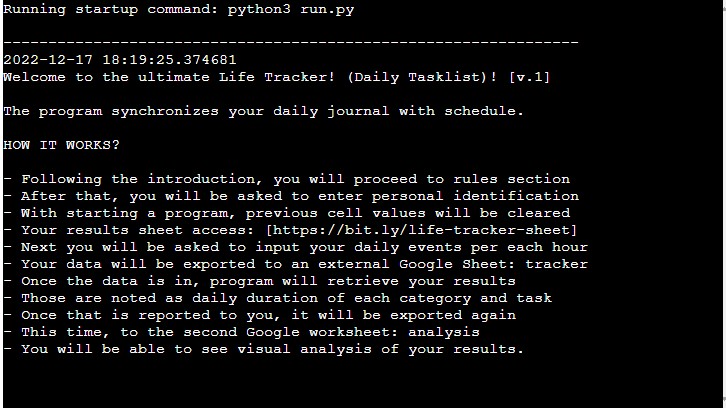 Running startup command: python3 run.py
----------------------------------------------------------------
2022-12-17 18:19:25.374681
Welcome to the ultimate Life Tracker! (Daily Tasklist)! [v.1]
The program synchronizes your daily journal with schedule.
HOW IT WORKS?
- Following the introduction, you will proceed to rules section
- After that, you will be asked to enter personal identification
- With starting a program, previous cell values will be cleared
- Your results sheet access: [https://bit.ly/life-tracker-sheet]
- Next you will be asked to input your daily events per each hour
- Your data will be exported to an external Google Sheet: tracker
- Once the data is in, program will retrieve your results
- Those are noted as daily duration of each category and task
- Once that is reported to you, it will be exported again
- This time, to the second Google worksheet: analysis
- You will be able to see visual analysis of your results.